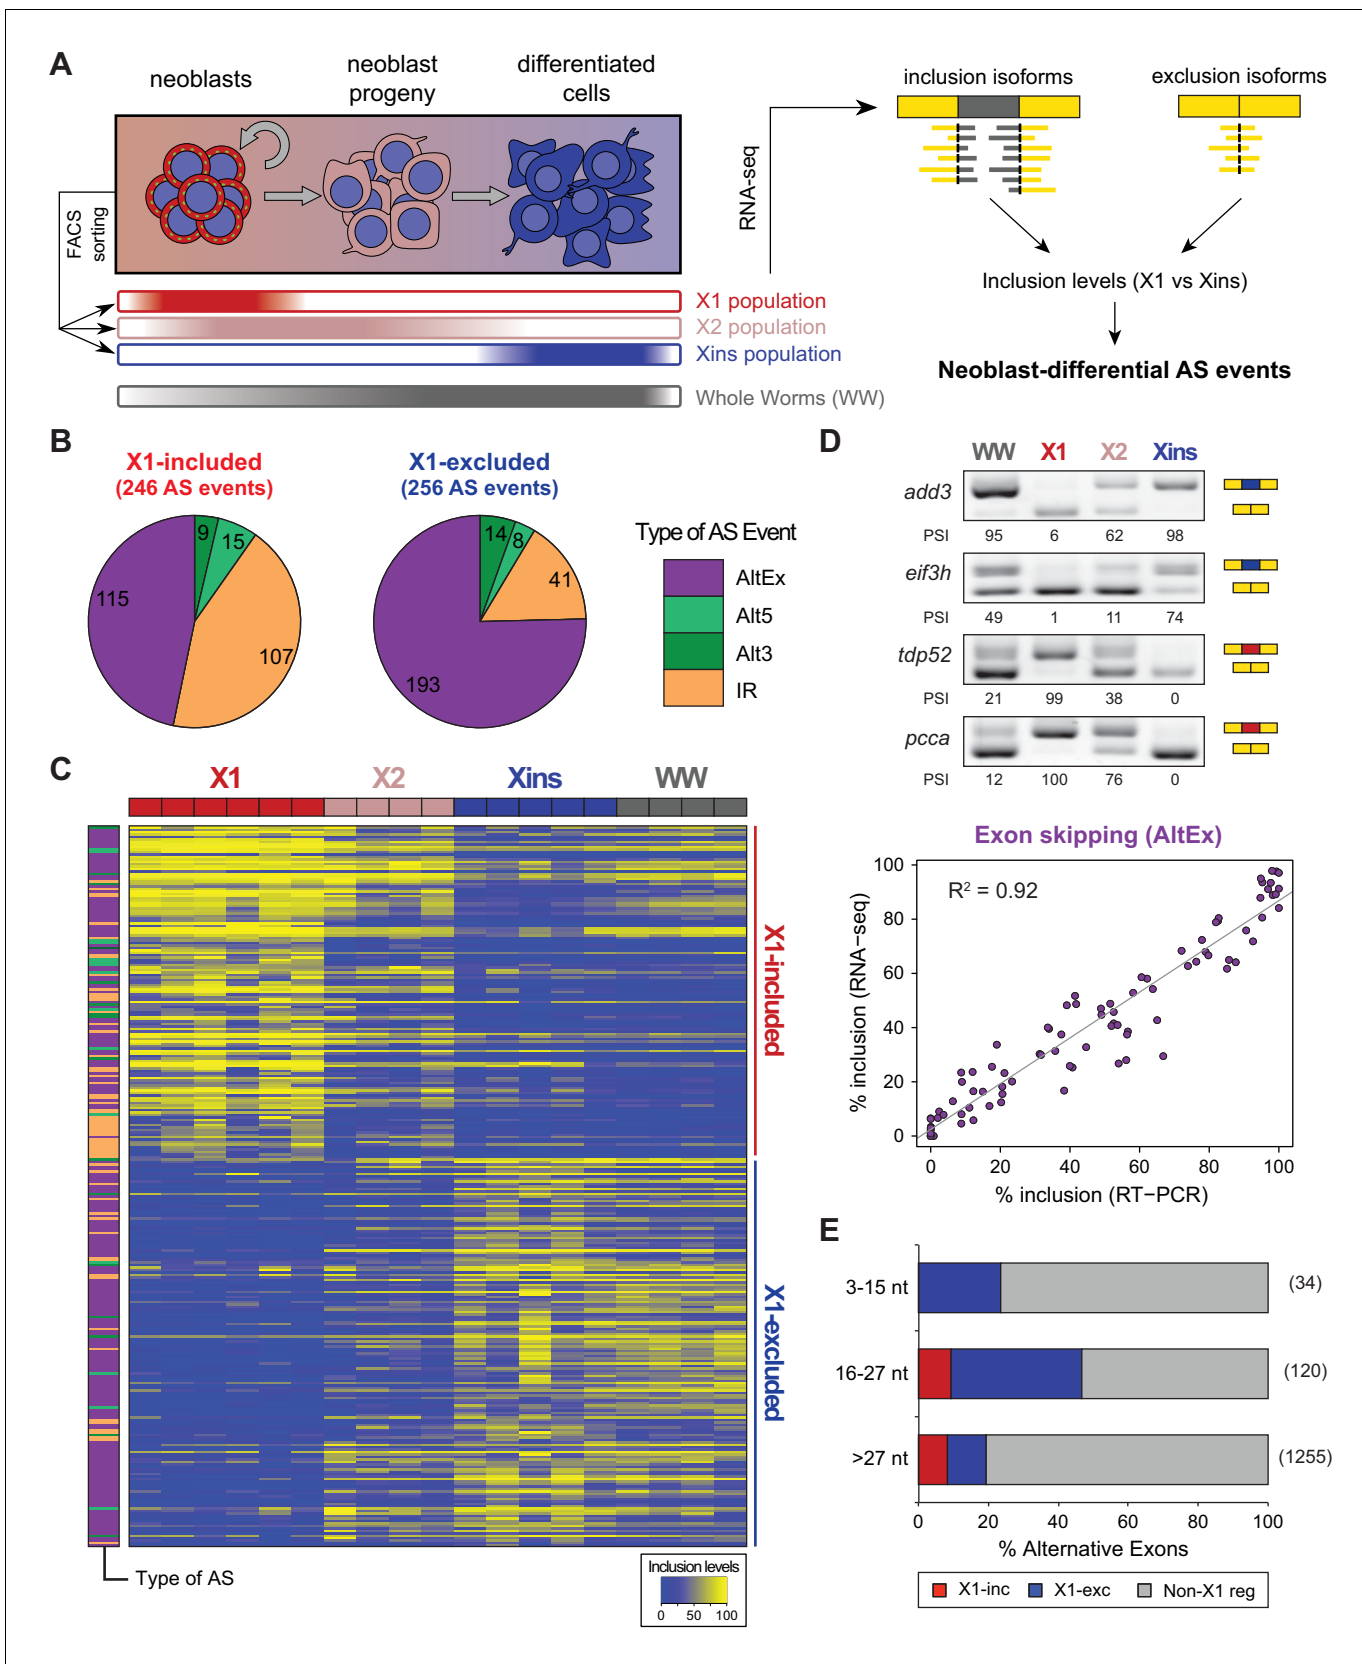 A
neoblasts
neoblast
progeny
differentiated
cells
FACS
sorting
X1 population
X2 population
Xins population
Whole Worms (WW)
RNA-seq
inclusion isoforms
exclusion isoforms
Inclusion levels (X1 vs Xins)
Neoblast-differential AS events
B
X1-included
(246 AS events)
9
15
107
115
X1-excluded
(256 AS events)
14
8
41
193
Type of AS Event
AltEx
Alt5
Alt3
IR
C
X1
X2
Xins
WW
X1-included
X1-excluded
Type of AS
Inclusion levels
0 50 100
D
WW X1 X2 Xins
add3
PSI 95 6 62 98
eif3h
PSI 49 1 11 74
tdp52
PSI 21 99 38 0
pcca
PSI 12 100 76 0
Exon skipping (AltEx)
R² = 0.92
% inclusion (RNA−seq)
100
80
60
40
20
0
0 20 40 60 80 100
% inclusion (RT−PCR)
E
3-15 nt (34)
16-27 nt (120)
>27 nt (1255)
0 20 40 60 80 100
% Alternative Exons
X1-inc X1-exc Non-X1 reg